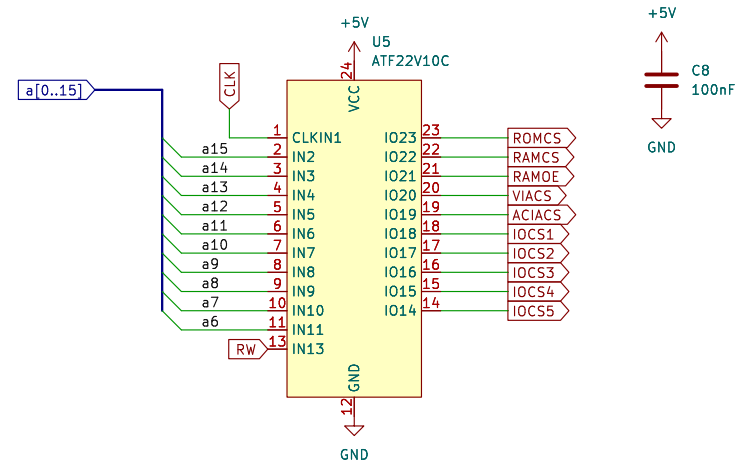 +5V
U5
ATF22V10C
+5V
C8
100nF
GND
a[0..15]
CLK
24
VCC
1
CLKIN1
IO23
23
ROMCS
a15
2
IN2
IO22
22
RAMCS
a14
3
IN3
IO21
21
RAMOE
a13
4
IN4
IO20
20
VIACS
a12
5
IN5
IO19
19
ACIACS
a11
6
IN6
IO18
18
IOCS1
a10
7
IN7
IO17
17
IOCS2
a9
8
IN8
IO16
16
IOCS3
a8
9
IN9
IO15
15
IOCS4
a7
10
IN10
IO14
14
IOCS5
a6
11
IN11
RW
13
IN13
GND
12
GND